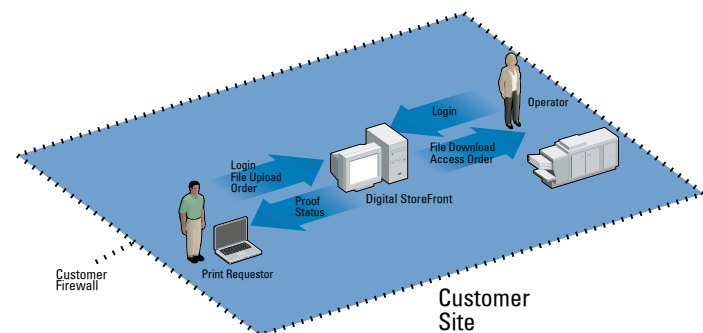 Operator
Login
File Download
Access Order
Login
File Upload
Order
Digital StoreFront
Proof
Status
Print Requestor
Customer
Firewall
Customer
Site